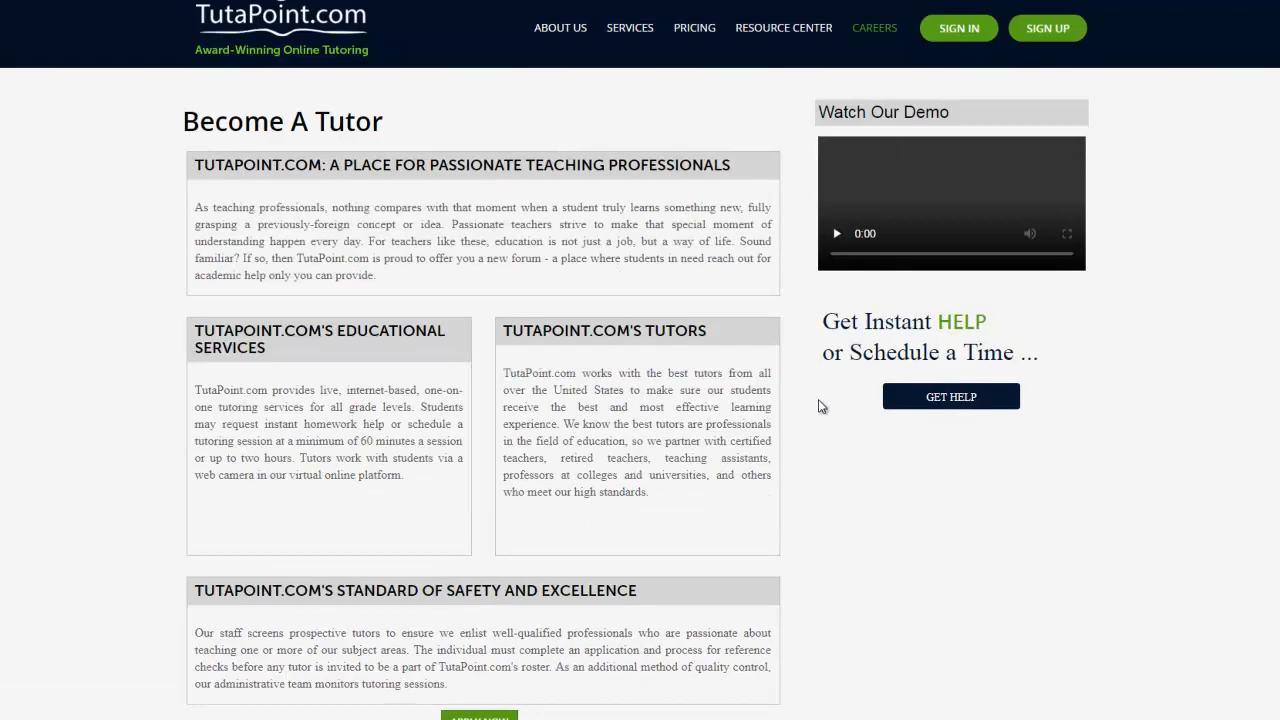 TutaPoint.com
Award-Winning Online Tutoring
ABOUT US SERVICES PRICING RESOURCE CENTER CAREERS SIGN IN SIGN UP
Become A Tutor
TUTAPOINT.COM: A PLACE FOR PASSIONATE TEACHING PROFESSIONALS
As teaching professionals, nothing compares with that moment when a student truly learns something new, fully
grasping a previously-foreign concept or idea. Passionate teachers strive to make that special moment of
understanding happen every day. For teachers like these, education is not just a job, but a way of life. Sound
familiar? If so, then TutaPoint.com is proud to offer you a new forum - a place where students in need reach out for
academic help only you can provide.
TUTAPOINT.COM'S EDUCATIONAL
SERVICES
TutaPoint.com provides live, internet-based, one-on-
one tutoring services for all grade levels. Students
may request instant homework help or schedule a
tutoring session at a minimum of 60 minutes a session
or up to two hours. Tutors work with students via a
web camera in our virtual online platform.
TUTAPOINT.COM'S TUTORS
TutaPoint.com works with the best tutors from all
over the United States to make sure our students
receive the best and most effective learning
experience. We know the best tutors are professionals
in the field of education, so we partner with certified
teachers, retired teachers, teaching assistants,
professors at colleges and universities, and others
who meet our high standards.
TUTAPOINT.COM'S STANDARD OF SAFETY AND EXCELLENCE
Our staff screens prospective tutors to ensure we enlist well-qualified professionals who are passionate about
teaching one or more of our subject areas. The individual must complete an application and process for reference
checks before any tutor is invited to be a part of TutaPoint.com's roster. As an additional method of quality control,
our administrative team monitors tutoring sessions.
APPLY NOW
Watch Our Demo
0:00
Get Instant HELP
or Schedule a Time ...
GET HELP